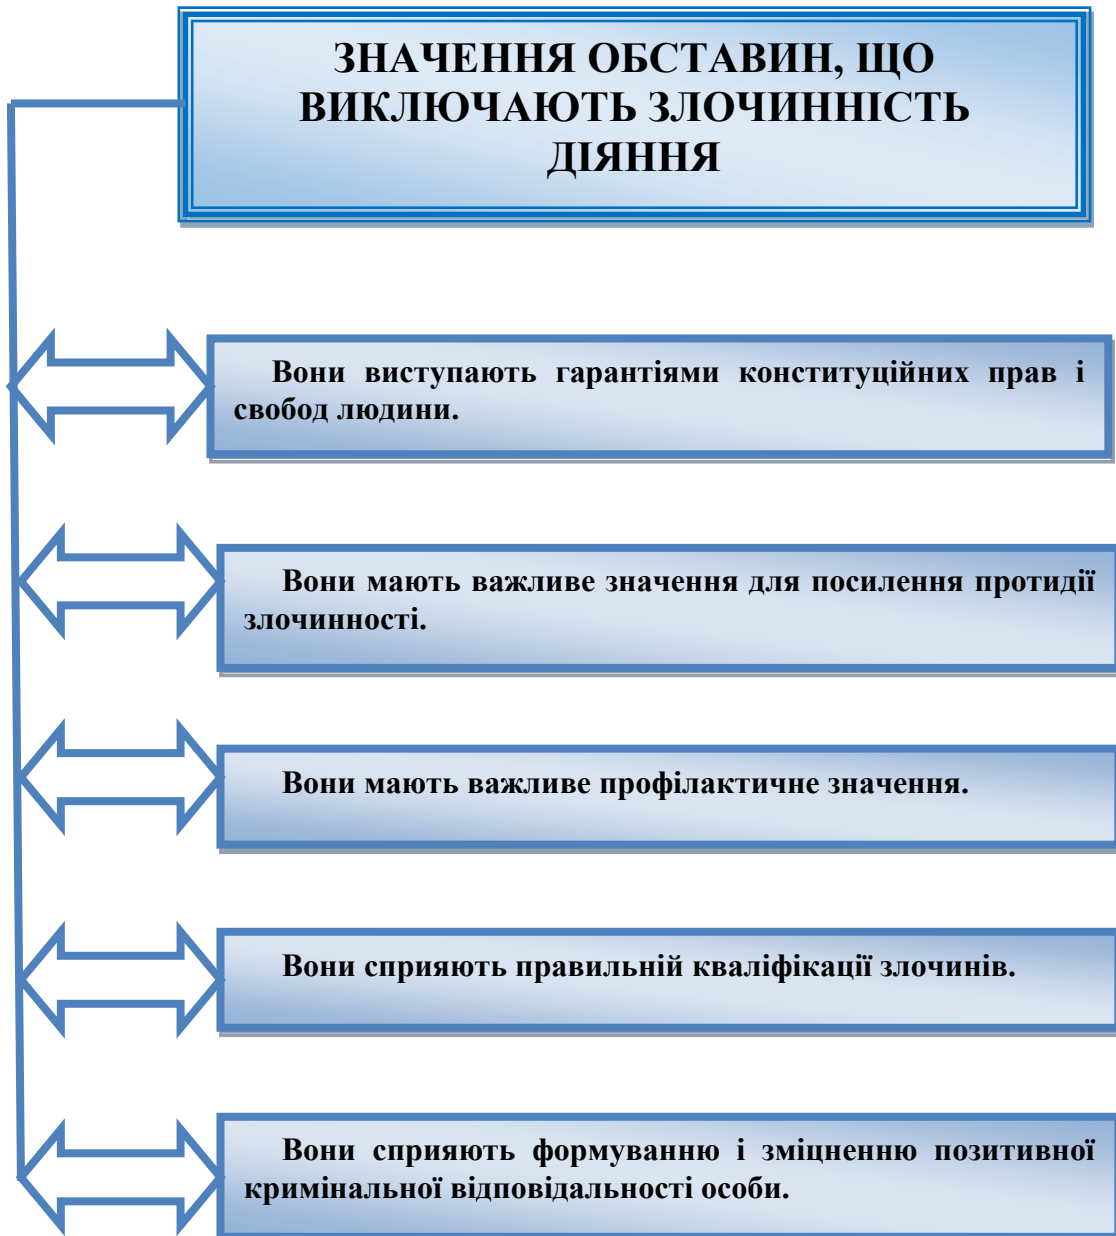 ЗНАЧЕННЯ ОБСТАВИН, ЩО
ВИКЛЮЧАЮТЬ ЗЛОЧИННІСТЬ
ДІЯННЯ
Вони виступають гарантіями конституційних прав і
свобод людини.
Вони мають важливе значення для посилення протидії
злочинності.
Вони мають важливе профілактичне значення.
Вони сприяють правильній кваліфікації злочинів.
Вони сприяють формуванню і зміцненню позитивної
кримінальної відповідальності особи.